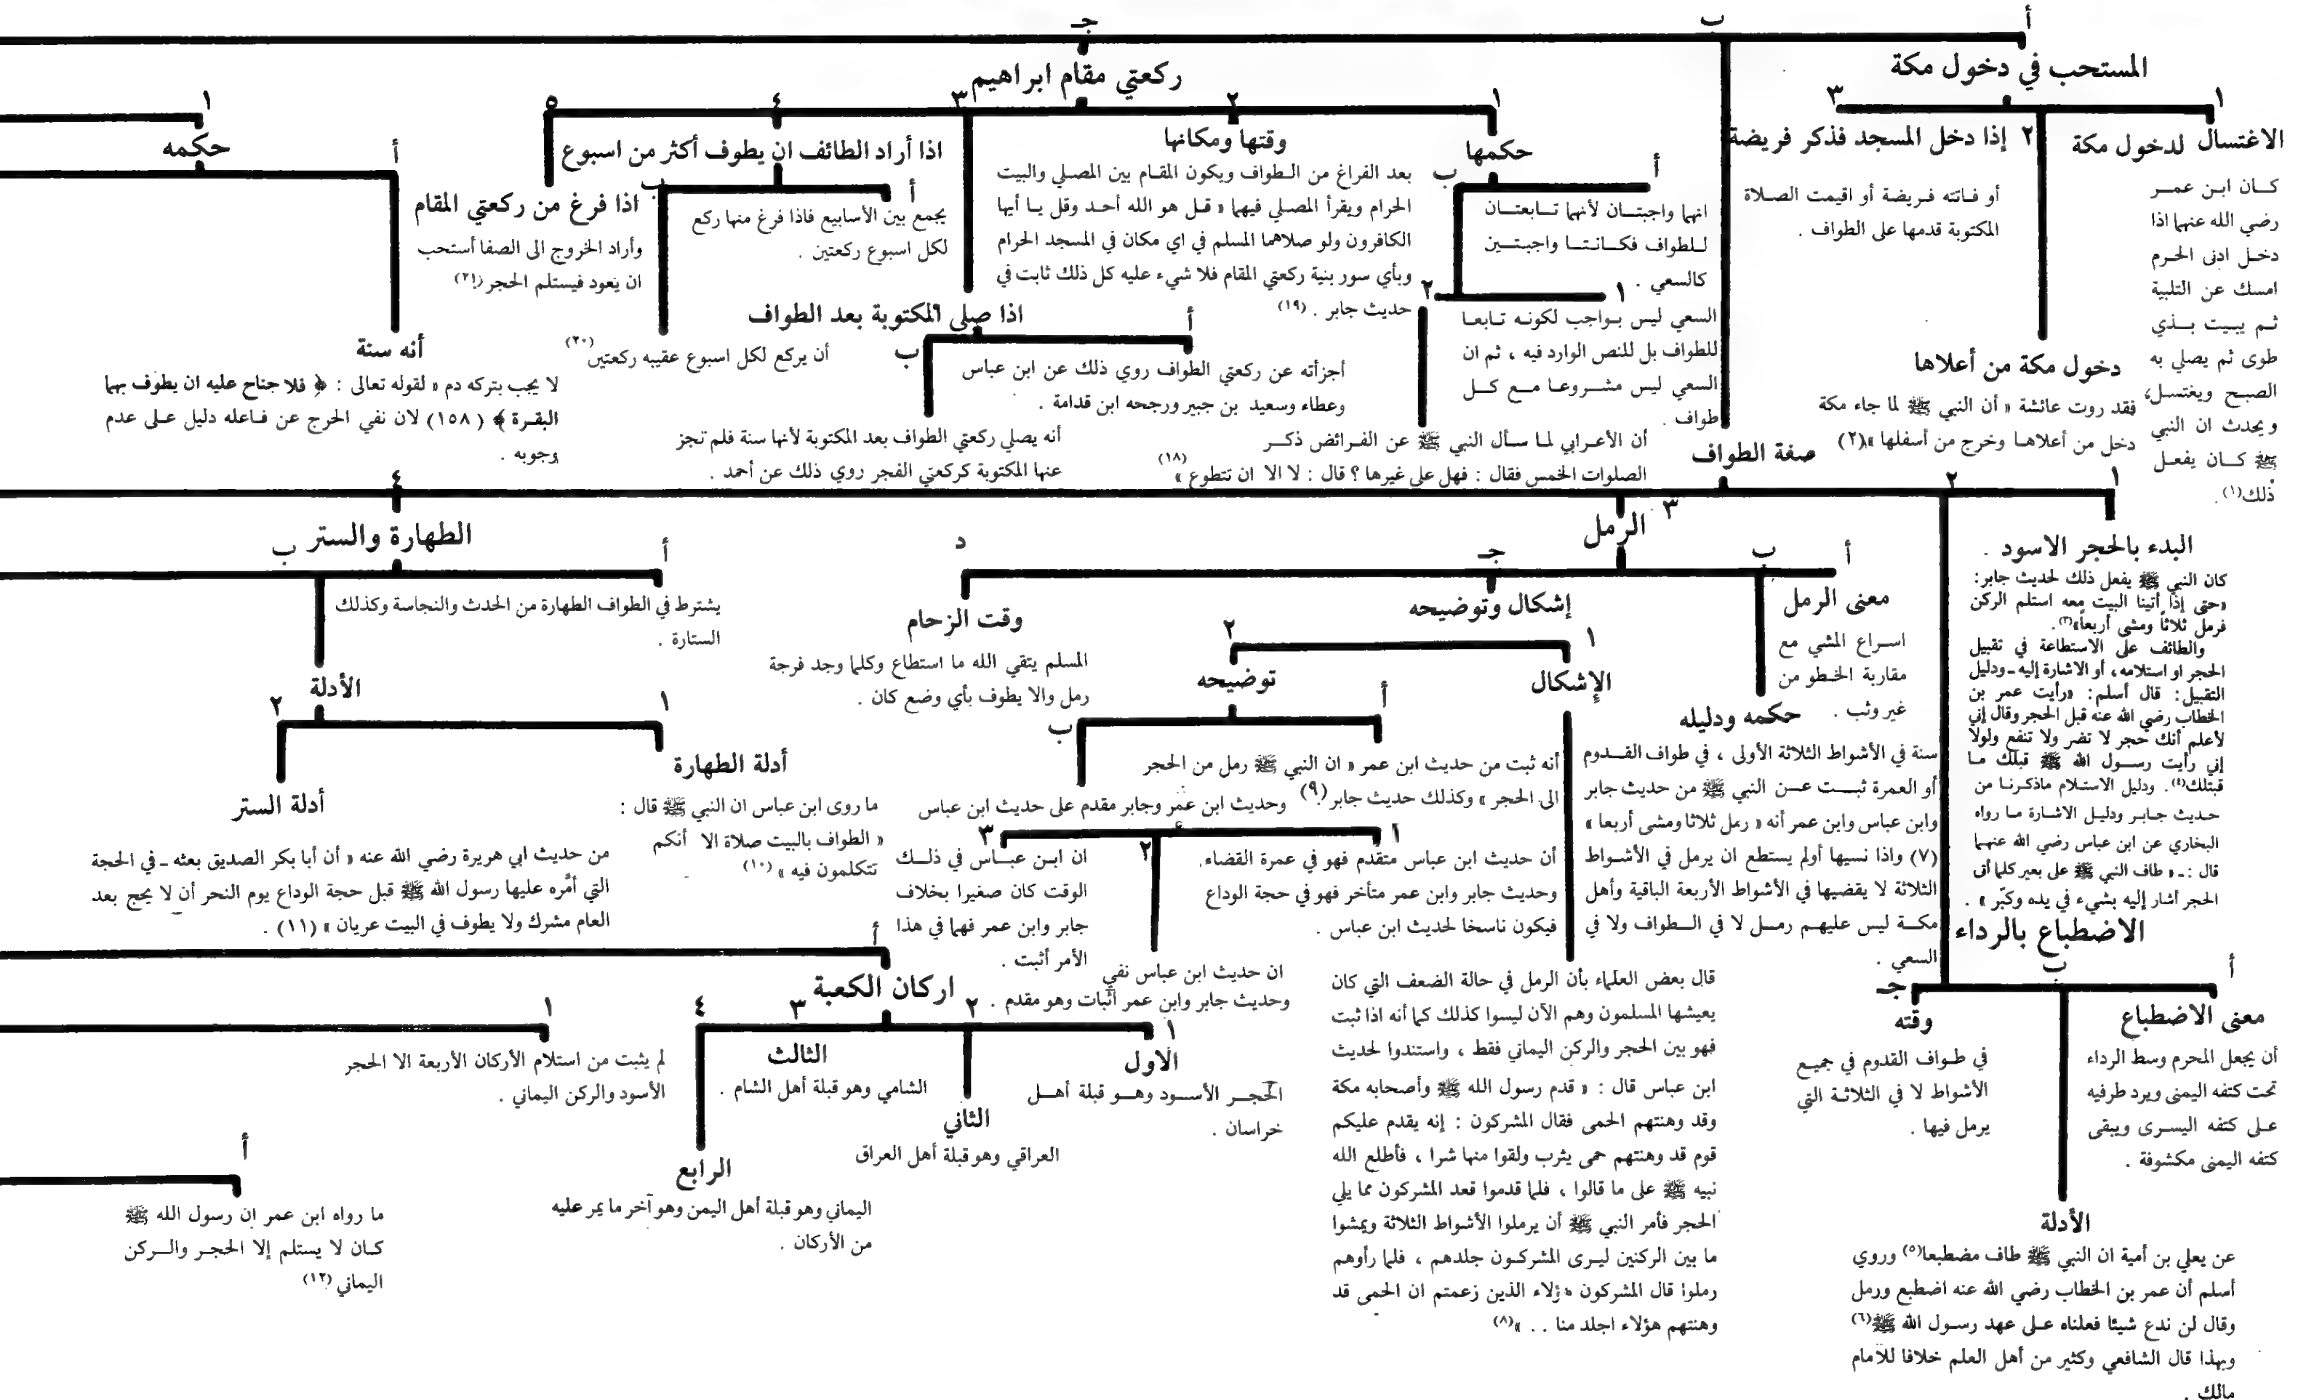 أ
ب
جـ
المستحب في دخول مكة
١
٢
٣
الاغتسال لدخول مكة
كان ابن عمر
رضي الله عنهما اذا
دخل ادنى الحرم
امسك عن التلبية
ثم يبيت بذي
طوى ثم يصلي به
الصبح ويغتسل،
ويحدث ان النبي
ﷺ كان يفعل
ذلك(١).
إذا دخل المسجد فذكر فريضة
أو فاتته فريضة أو اقيمت الصلاة
المكتوبة قدمها على الطواف .
دخول مكة من أعلاها
فقد روت عائشة « أن النبي ﷺ لما جاء مكة
دخل من أعلاها وخرج من أسفلها »(٢)
ركعتي مقام ابراهيم
١
٢
٣
٤
٥
حكمها
أ
ب
انهما واجبتان لأنهما تابعتان
للطواف فكانتا واجبتين
كالسعي .
١
٢
السعي ليس بواجب لكونه تابعا
للطواف بل للنص الوارد فيه ، ثم ان
السعي ليس مشروعا مع كل
طواف .
أن الأعرابي لما سأل النبي ﷺ عن الفرائض ذكر
الصلوات الخمس فقال : فهل علي غيرها ؟ قال : لا الا ان تتطوع » (١٨)
وقتها ومكانها
بعد الفراغ من الطواف ويكون المقام بين المصلي والبيت
الحرام ويقرأ المصلي فيهما « قل هو الله أحد وقل يا أيها
الكافرون ولو صلاهما المسلم في اي مكان في المسجد الحرام
وبأي سور بنية ركعتي المقام فلا شيء عليه كل ذلك ثابت في
حديث جابر . (١٩)
اذا صلى المكتوبة بعد الطواف
أ
ب
أجزأته عن ركعتي الطواف روي ذلك عن ابن عباس
وعطاء وسعيد بن جبير ورجحه ابن قدامة .
أنه يصلي ركعتي الطواف بعد المكتوبة لأنها سنة فلم تجز
عنها المكتوبة كركعتي الفجر روي ذلك عن أحمد .
اذا أراد الطائف ان يطوف أكثر من اسبوع
أ
ب
يجمع بين الأسابيع فاذا فرغ منها ركع
لكل اسبوع ركعتين .
أن يركع لكل اسبوع عقيبه ركعتين (٢٠)
اذا فرغ من ركعتي المقام
وأراد الخروج الى الصفا أستحب
ان يعود فيستلم الحجر (٢١)
١
حكمه
أ
أنه سنة
لا يجب بتركه دم « لقوله تعالى : ﴿ فلا جناح عليه ان يطوف بهما
البقرة ﴾ (١٥٨) لان نفي الحرج عن فاعله دليل على عدم
وجوبه .
صفة الطواف
١
٢
٣
٤
البدء بالحجر الاسود .
كان النبي ﷺ يفعل ذلك لحديث جابر:
«حتى إذا أتينا البيت معه استلم الركن
فرمل ثلاثاً ومشى أربعاً»(٣).
والطائف على الاستطاعة في تقبيل
الحجر او استلامه، أو الاشارة إليه ـ ودليل
التقبيل: قال أسلم: «رأيت عمر بن
الخطاب رضي الله عنه قبل الحجر وقال إني
لأعلم أنك حجر لا تضر ولا تنفع ولولا
إني رأيت رسول الله ﷺ قبلك ما
قبتلك(٤). ودليل الاستلام ماذكرنا من
حديث جابر ودليل الاشارة ما رواه
البخاري عن ابن عباس رضي الله عنهما
قال : ـ « طاف النبي ﷺ على بعير كلما أتى
الحجر أشار إليه بشيء في يده وكبّر » .
الاضطباع بالرداء
أ
ب
جـ
معنى الاضطباع
أن يجعل المحرم وسط الرداء
تحت كتفه اليمنى ويرد طرفيه
على كتفه اليسرى ويبقى
كتفه اليمنى مكشوفة .
الأدلة
عن يعلي بن أمية ان النبي ﷺ طاف مضطبعا(٥) وروي
أسلم أن عمر بن الخطاب رضي الله عنه اضطبع ورمل
وقال لن ندع شيئا فعلناه على عهد رسول الله ﷺ(٦)
وبهذا قال الشافعي وكثير من أهل العلم خلافا للامام
مالك .
وقته
في طواف القدوم في جميع
الأشواط لا في الثلاثة التي
يرمل فيها .
الرمل
أ
ب
جـ
د
معنى الرمل
اسراع المشي مع
مقاربة الخطو من
غير وثب .
حكمه ودليله
سنة في الأشواط الثلاثة الأولى ، في طواف القدوم
أو العمرة ثبت عن النبي ﷺ من حديث جابر
وابن عباس وابن عمر أنه « رمل ثلاثا ومشى أربعا »
(٧) واذا نسيها أولم يستطع ان يرمل في الأشواط
الثلاثة لا يقضيها في الأشواط الأربعة الباقية وأهل
مكة ليس عليهم رمل لا في الطواف ولا في
السعي .
إشكال وتوضيحه
١
٢
الإشكال
قال بعض العلماء بأن الرمل في حالة الضعف التي كان
يعيشها المسلمون وهم الآن ليسوا كذلك كما أنه اذا ثبت
فهو بين الحجر والركن اليماني فقط ، واستندوا لحديث
ابن عباس قال : « قدم رسول الله ﷺ وأصحابه مكة
وقد وهنتهم الحمى فقال المشركون : إنه يقدم عليكم
قوم قد وهنتهم حمى يثرب ولقوا منها شرا ، فأطلع الله
نبيه ﷺ على ما قالوا ، فلما قدموا قعد المشركون مما يلي
الحجر فأمر النبي ﷺ أن يرملوا الأشواط الثلاثة ويمشوا
ما بين الركنين ليرى المشركون جلدهم ، فلما رأوهم
رملوا قال المشركون هؤلاء الذين زعمتم ان الحمى قد
وهنتهم هؤلاء اجلد منا . . »(٨)
توضيحه
أ
ب
أنه ثبت من حديث ابن عمر « ان النبي ﷺ رمل من الحجر
الى الحجر » وكذلك حديث جابر (٩)
وحديث ابن عمر وجابر مقدم على حديث ابن عباس
١
٢
٣
أن حديث ابن عباس متقدم فهو في عمرة القضاء.
وحديث جابر وابن عمر متأخر فهو في حجة الوداع
فيكون ناسخا لحديث ابن عباس .
ان حديث ابن عباس نفي
وحديث جابر وابن عمر اثبات وهو مقدم .
ان ابن عباس في ذلك
الوقت كان صغيرا بخلاف
جابر وابن عمر فهما في هذا
الأمر أثبت .
وقت الزحام
المسلم يتقي الله ما استطاع وكلما وجد فرجة
رمل والا يطوف بأي وضع كان .
الطهارة والستر
أ
ب
يشترط في الطواف الطهارة من الحدث والنجاسة وكذلك
الستارة .
الأدلة
١
٢
أدلة الطهارة
ما روى ابن عباس ان النبي ﷺ قال :
« الطواف بالبيت صلاة الا أنكم
تتكلمون فيه » (١٠)
أدلة الستر
من حديث ابي هريرة رضي الله عنه « أن أبا بكر الصديق بعثه ـ في الحجة
التي أمَّره عليها رسول الله ﷺ قبل حجة الوداع يوم النحر أن لا يحج بعد
العام مشرك ولا يطوف في البيت عريان » (١١) .
أ
اركان الكعبة
١
٢
٣
٤
الاول
الحجر الأسود وهو قبلة أهل
خراسان .
الثاني
العراقي وهو قبلة أهل العراق
الثالث
الشامي وهو قبلة أهل الشام .
الرابع
اليماني وهو قبلة أهل اليمن وهو آخر ما يمر عليه
من الأركان .
١
لم يثبت من استلام الأركان الأربعة الا الحجر
الأسود والركن اليماني .
أ
ما رواه ابن عمر ان رسول الله ﷺ
كان لا يستلم إلا الحجر والركن
اليماني (١٢)